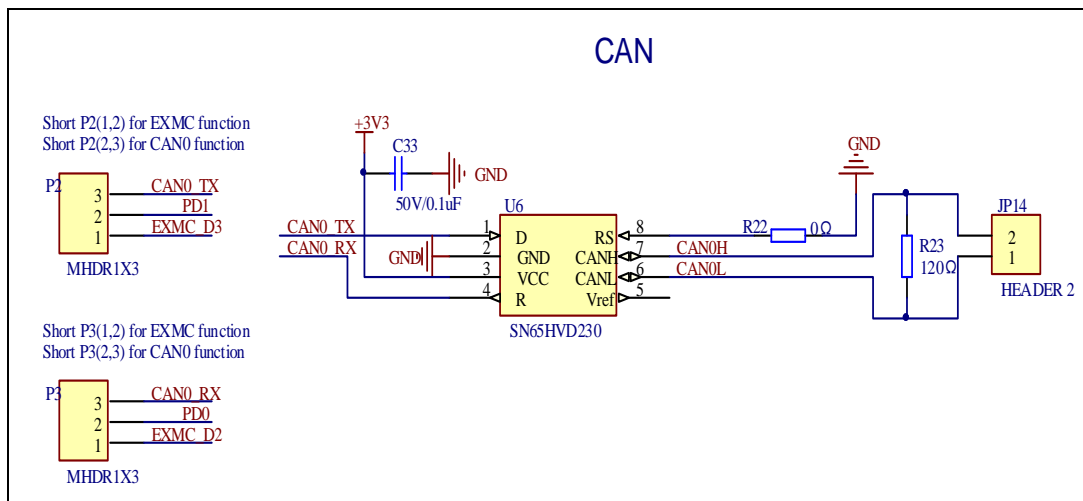 CAN
Short P2(1,2) for EXMC function
Short P2(2,3) for CAN0 function
P2
3 CAN0_TX
2 PD1
1 EXMC_D3
MHDR1X3
+3V3
C33
GND
50V/0.1uF
CAN0_TX
CAN0_RX
GND
U6
1 D RS 8
2 GND CANH 7 CAN0H
3 VCC CANL 6 CAN0L
4 R Vref 5
SN65HVD230
R22 0Ω
GND
R23
120Ω
JP14
2
1
HEADER 2
Short P3(1,2) for EXMC function
Short P3(2,3) for CAN0 function
P3
3 CAN0_RX
2 PD0
1 EXMC_D2
MHDR1X3